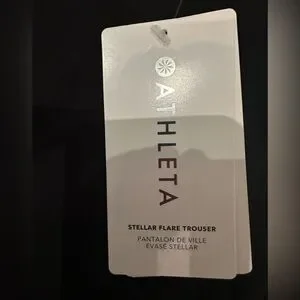 ATHLETA
STELLAR FLARE TROUSER
PANTALON DE VILLE
ÉVASÉ STELLAR